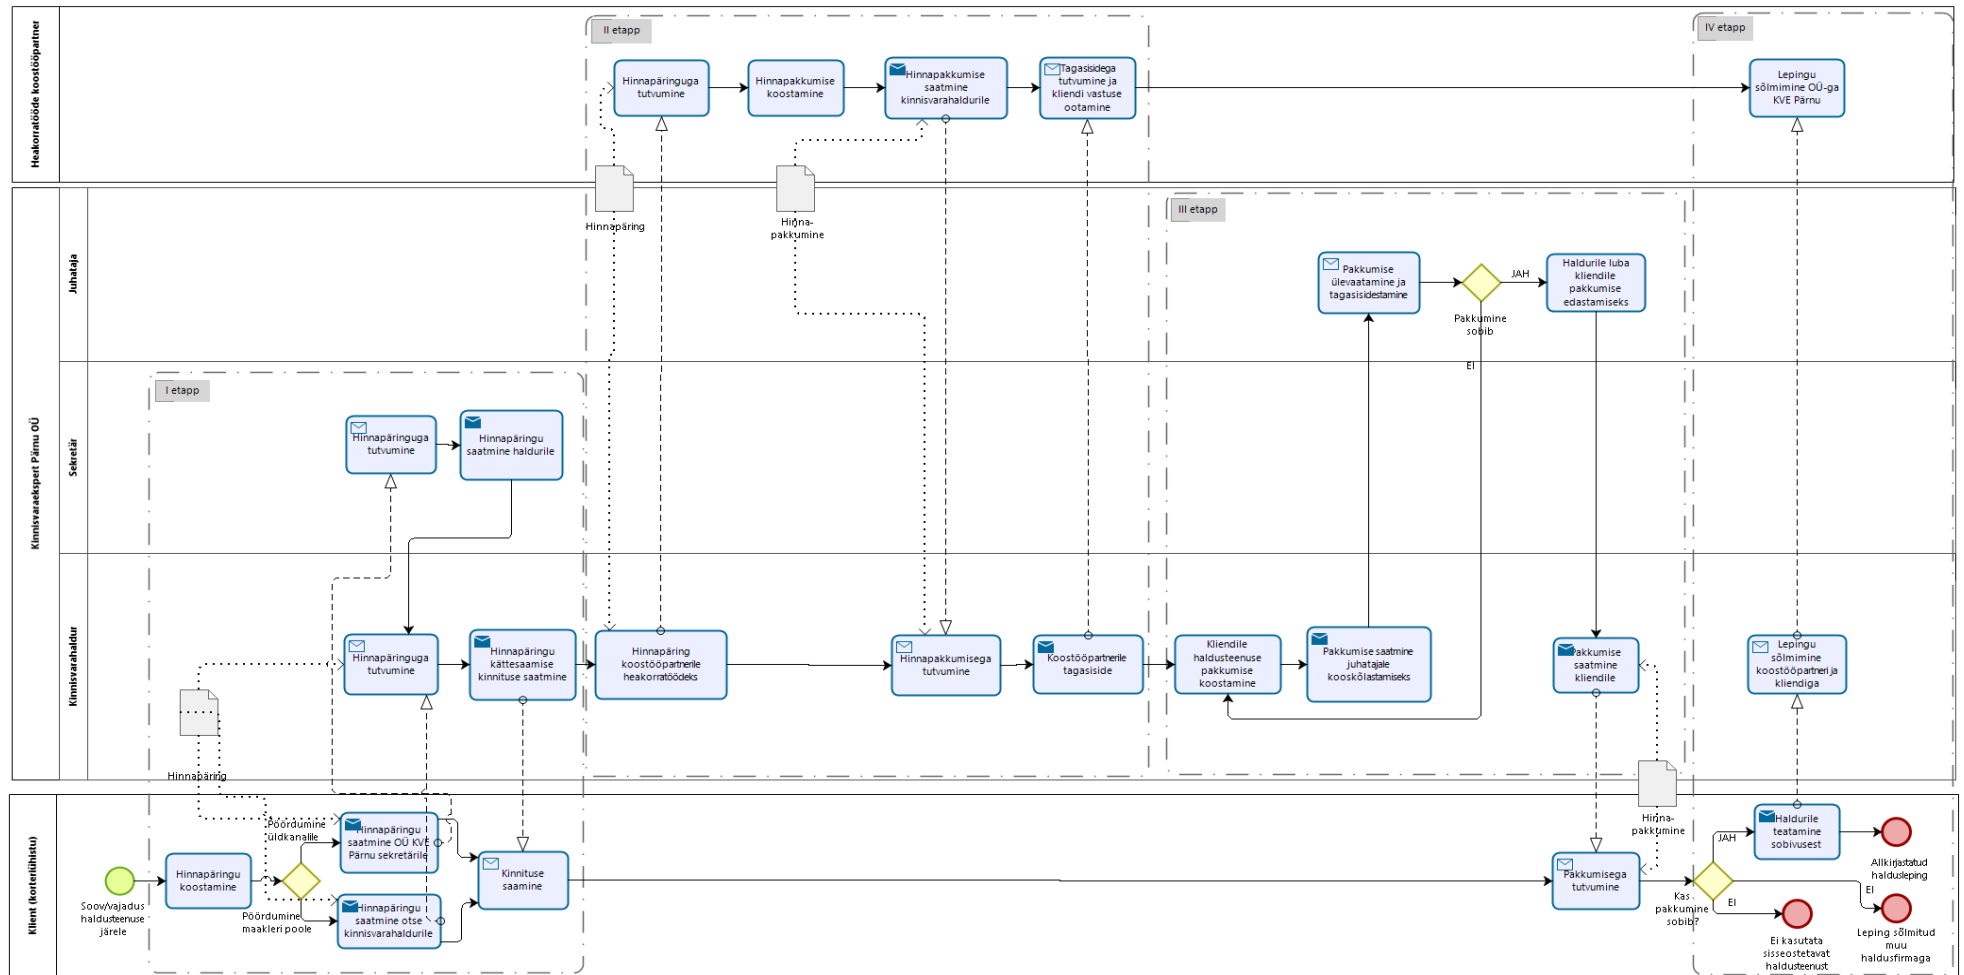 Heakorratööde koostööpartner
II etapp
Hinnapäringuga
tutvumine
Hinnapakkumise
koostamine
Hinnapakkumise
saatmine
kinnisvarahaldurile
Tagasisidega
tutvumine ja
kliendi vastuse
ootamine
IV etapp
Lepingu
sõlmimine OÜ-ga
KVE Pärnu
Hinnapäring
Hinna-
pakkumine
Kinnisvaraekspert Pärnu OÜ
Juhataja
III etapp
Pakkumise
ülevaatamine ja
tagasisidestamine
Pakkumine
sobib
JAH
EI
Haldurile luba
kliendile
pakkumise
edastamiseks
Sekretär
I etapp
Hinnapäringuga
tutvumine
Hinnapäringu
saatmine haldurile
Kinnisvarahaldur
Hinnapäringuga
tutvumine
Hinnapäringu
kättesaamise
kinnituse saatmine
Hinnapäring
koostööpartnerile
heakorratöödeks
Hinnapakkumisega
tutvumine
Koostööpartnerile
tagasiside
Kliendile
haldusteenuse
pakkumise
koostamine
Pakkumise saatmine
juhatajale
kooskõlastamiseks
Pakkumise
saatmine
kliendile
Lepingu
sõlmimine
koostööpartneri ja
kliendiga
Hinnapäring
Hinna-
pakkumine
Klient (korteriühistu)
Soov/vajadus
haldusteenuse
järele
Hinnapäringu
koostamine
Pöördumine
üldkanalile
Pöördumine
maakleri poole
Hinnapäringu
saatmine OÜ KVE
Pärnu sekretärile
Hinnapäringu
saatmine otse
kinnisvarahaldurile
Kinnituse
saamine
Pakkumisega
tutvumine
Kas
pakkumine
sobib?
JAH
EI
EI
Haldurile
teatamine
sobivusest
Allkirjastatud
haldusleping
Ei kasutata
sisseostetavat
haldusteenust
Leping sõlmitud
muu
haldusfirmaga